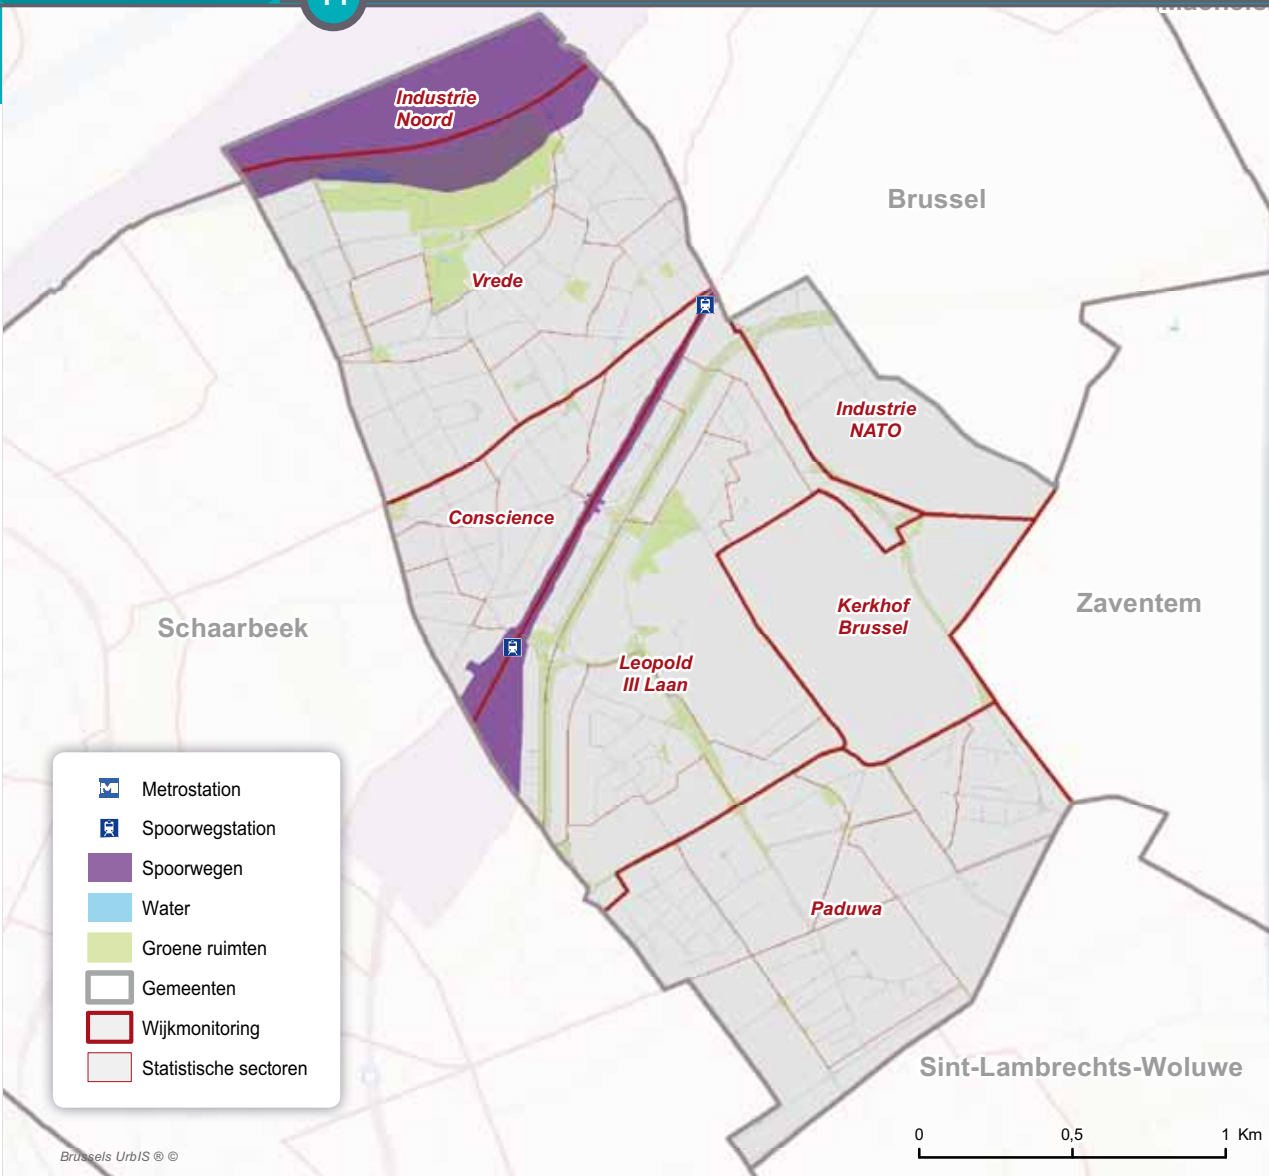 Industrie
Noord
Brussel
Vrede
Industrie
NATO
Conscience
Kerkhof
Brussel
Zaventem
Schaarbeek
Leopold
III Laan
Metrostation
Spoorwegstation
Spoorwegen
Water
Groene ruimten
Gemeenten
Wijkmonitoring
Statistische sectoren
Paduwa
Sint-Lambrechts-Woluwe
0 0,5 1 Km
Brussels UrbIS ® ©